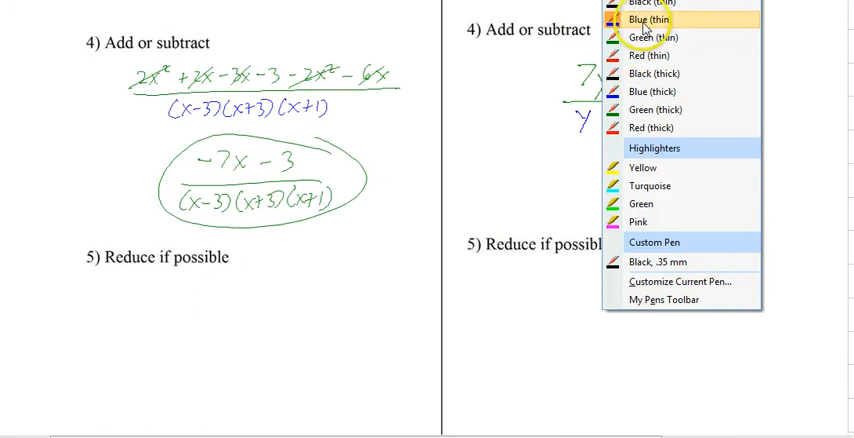 4) Add or subtract
2x² + 2x - 3x - 3 - 2x² - 6x
(x-3)(x+3)(x+1)
-7x - 3
(x-3)(x+3)(x+1)
5) Reduce if possible
4) Add or subtract
7
y
5) Reduce if possibl
Black (thin)
Blue (thin
Green (thin)
Red (thin)
Black (thick)
Blue (thick)
Green (thick)
Red (thick)
Highlighters
Yellow
Turquoise
Green
Pink
Custom Pen
Black, .35 mm
Customize Current Pen...
My Pens Toolbar